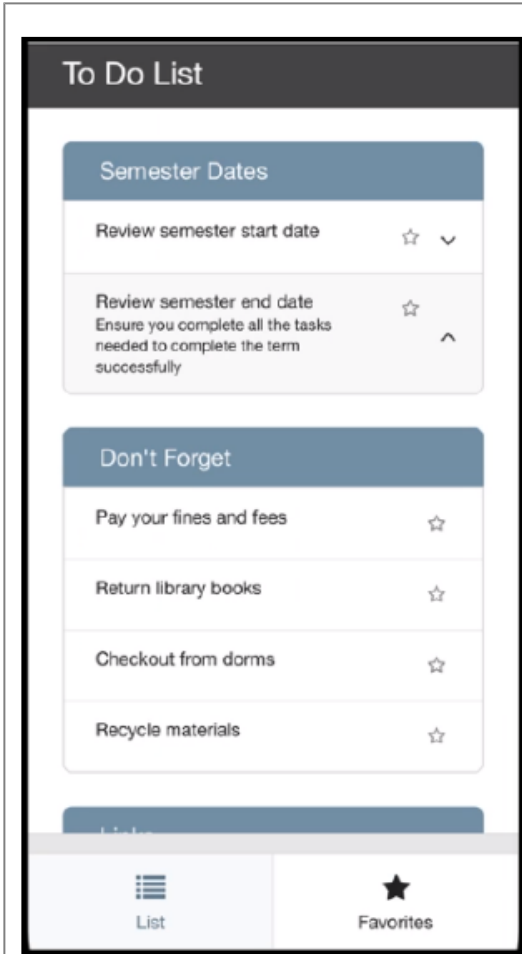 To Do List
Semester Dates
Review semester start date
Review semester end date
Ensure you complete all the tasks
needed to complete the term
successfully
Don't Forget
Pay your fines and fees
Return library books
Checkout from dorms
Recycle materials
Links
List
Favorites